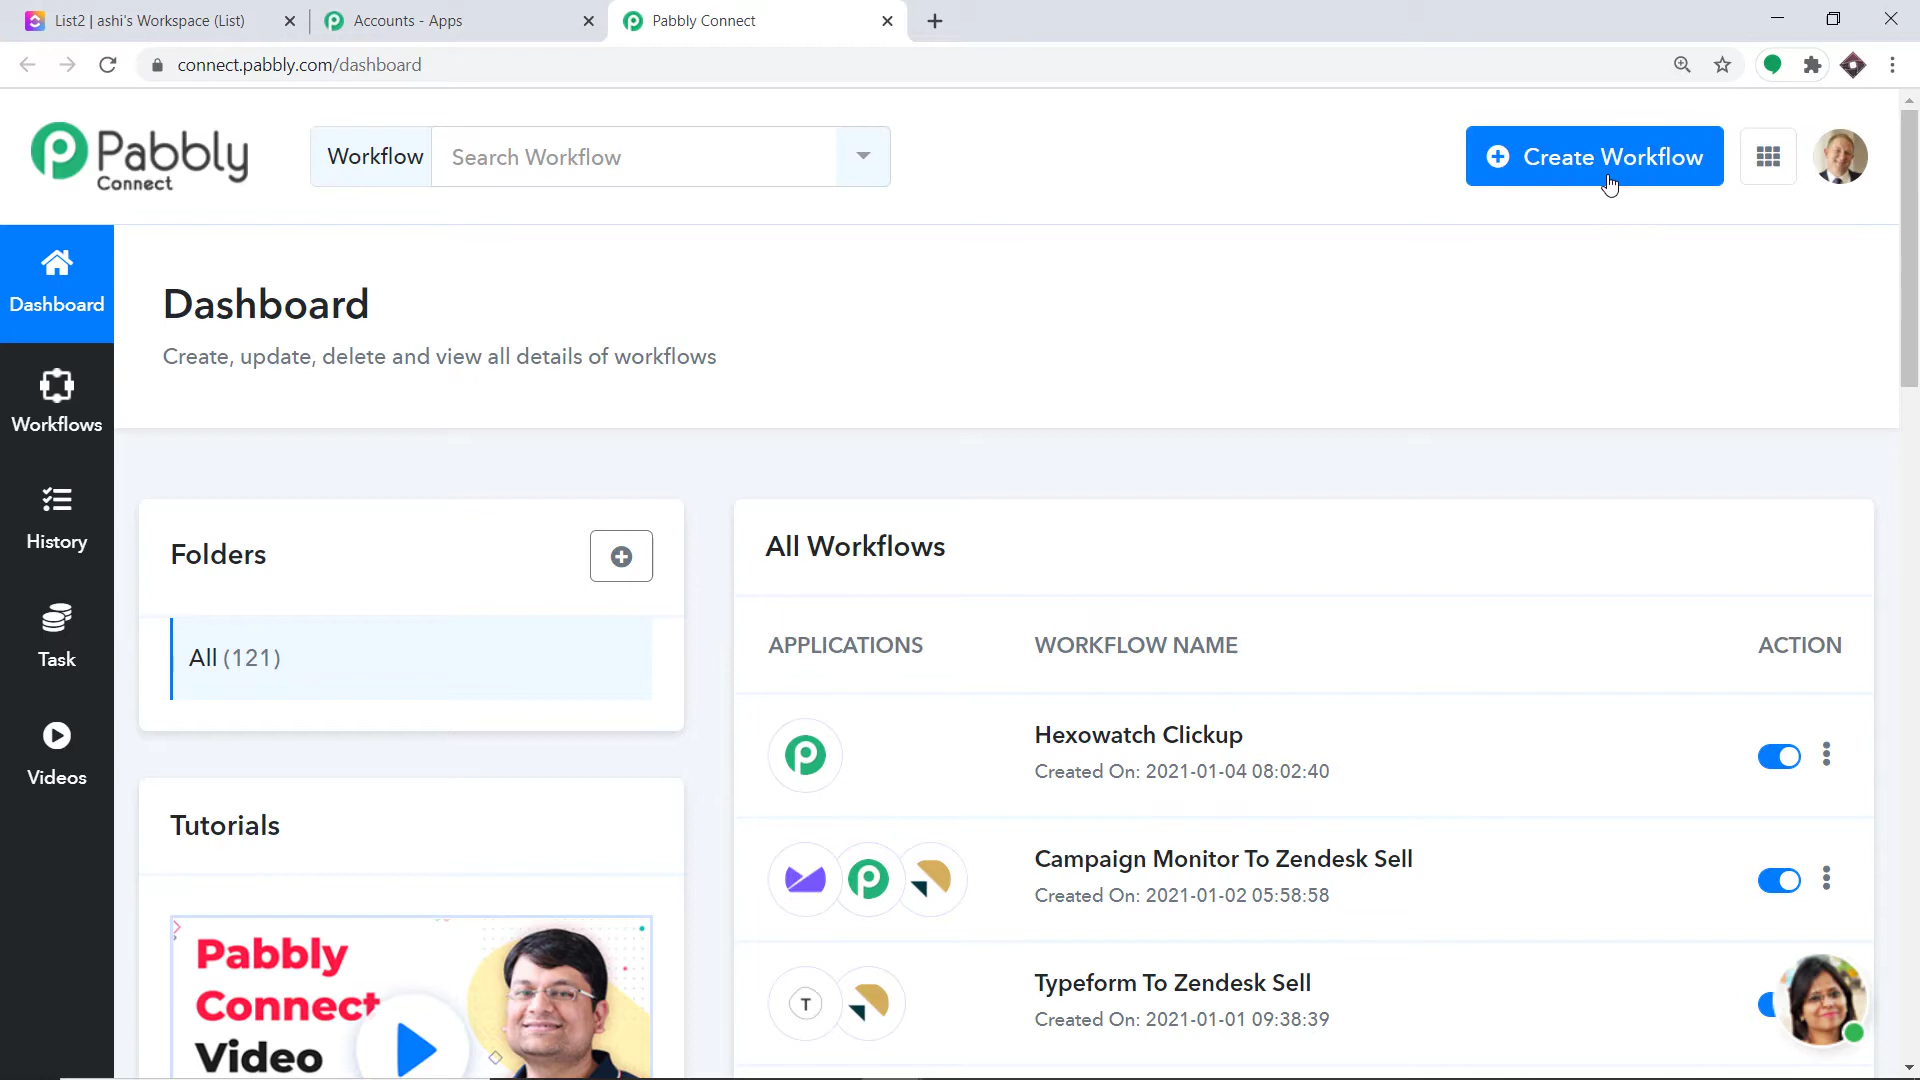 List2 | ashi's Workspace (List)
Accounts - Apps
Pabbly Connect
connect.pabbly.com/dashboard
Pabbly
Connect
Workflow
Search Workflow
Create Workflow
Dashboard
Workflows
History
Task
Videos
Dashboard
Create, update, delete and view all details of workflows
Folders
All (121)
Tutorials
Pabbly
Connect
Video
All Workflows
APPLICATIONS
WORKFLOW NAME
ACTION
Hexowatch Clickup
Created On: 2021-01-04 08:02:40
Campaign Monitor To Zendesk Sell
Created On: 2021-01-02 05:58:58
T
Typeform To Zendesk Sell
Created On: 2021-01-01 09:38:39